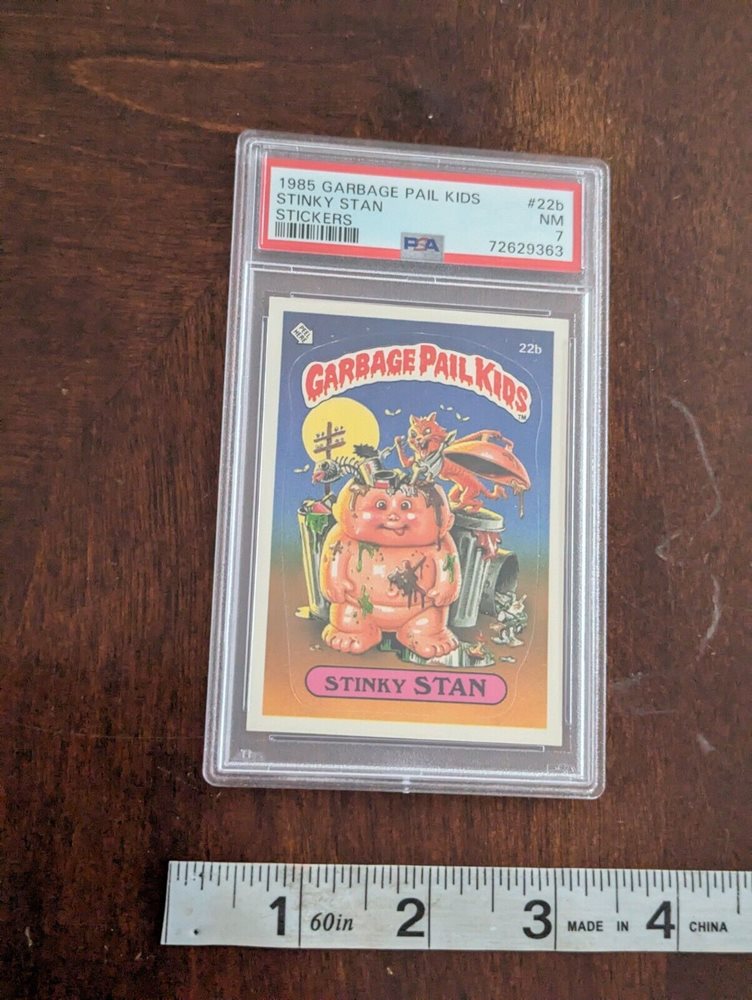 1985 GARBAGE PAIL KIDS #22b
STINKY STAN NM
STICKERS 7
PSA 72629363
22b
GARBAGE PAIL KIDS
TM
STINKY STAN
1 60in 2 3 MADE IN 4 CHINA